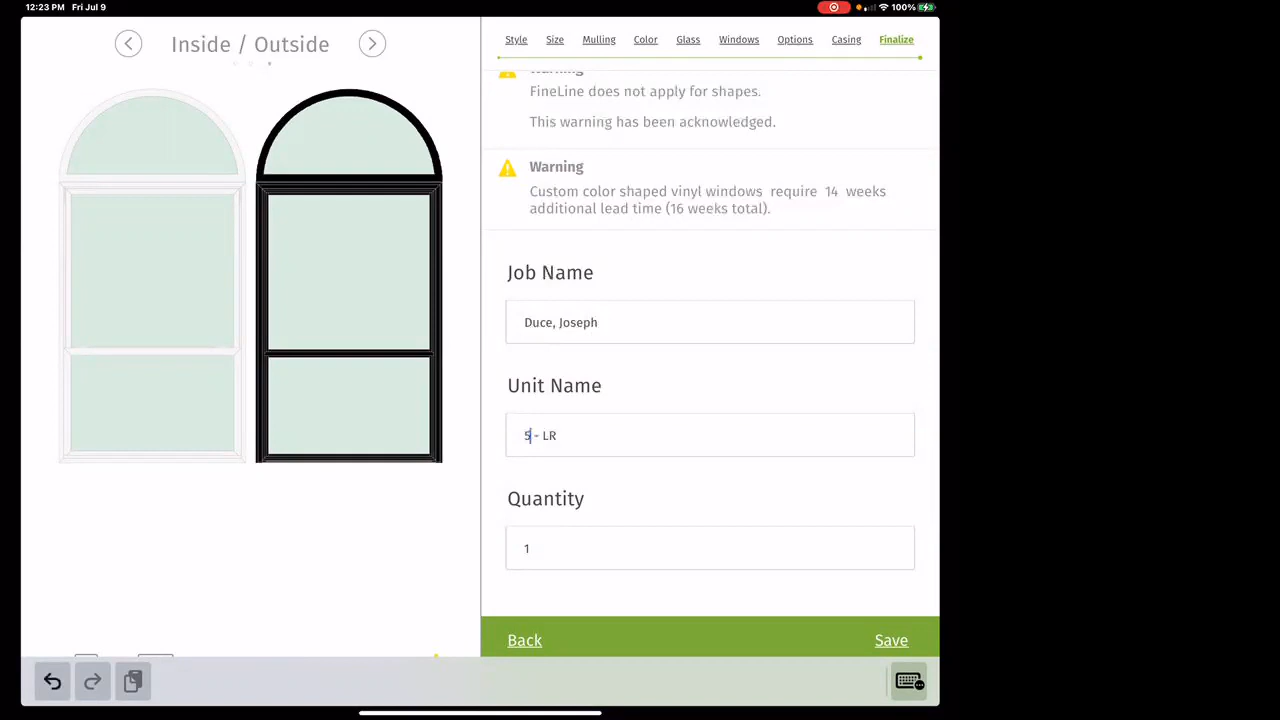 12:23 PM Fri Jul 9
100%
Inside / Outside
Style Size Mulling Color Glass Windows Options Casing Finalize
Warning
FineLine does not apply for shapes.
This warning has been acknowledged.
Warning
Custom color shaped vinyl windows require 14 weeks
additional lead time (16 weeks total).
Job Name
Duce, Joseph
Unit Name
5 - LR
Quantity
1
Back Save